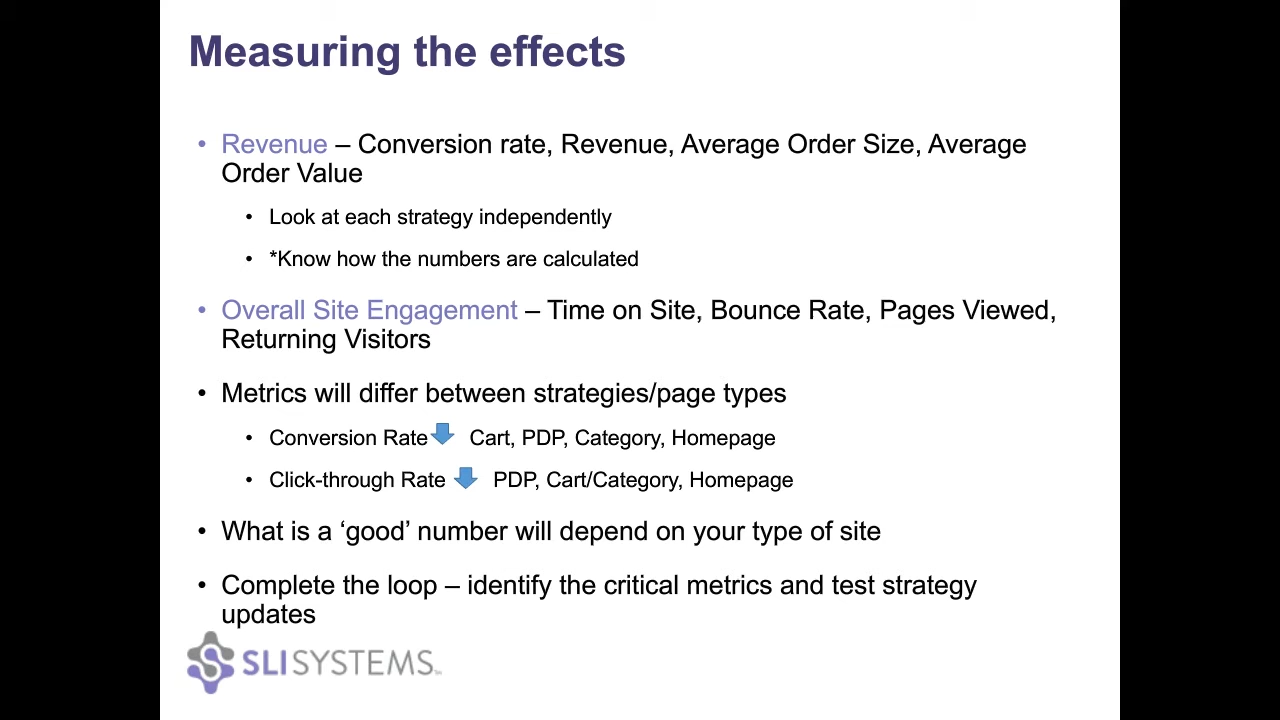 Measuring the effects
• Revenue – Conversion rate, Revenue, Average Order Size, Average
Order Value
• Look at each strategy independently
• *Know how the numbers are calculated
• Overall Site Engagement – Time on Site, Bounce Rate, Pages Viewed,
Returning Visitors
• Metrics will differ between strategies/page types
• Conversion Rate Cart, PDP, Category, Homepage
• Click-through Rate PDP, Cart/Category, Homepage
• What is a ‘good’ number will depend on your type of site
• Complete the loop – identify the critical metrics and test strategy
updates
SLISYSTEMS